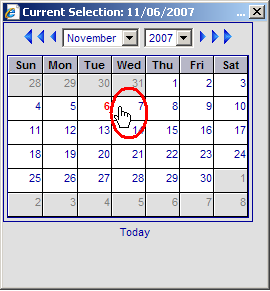 Current Selection: 11/06/2007
November 2007
Sun Mon Tue Wed Thu Fri Sat
28 29 30 31 1 2 3
4 5 6 7 8 9 10
11 12 13 14 15 16 17
18 19 20 21 22 23 24
25 26 27 28 29 30 1
2 3 4 5 6 7 8
Today